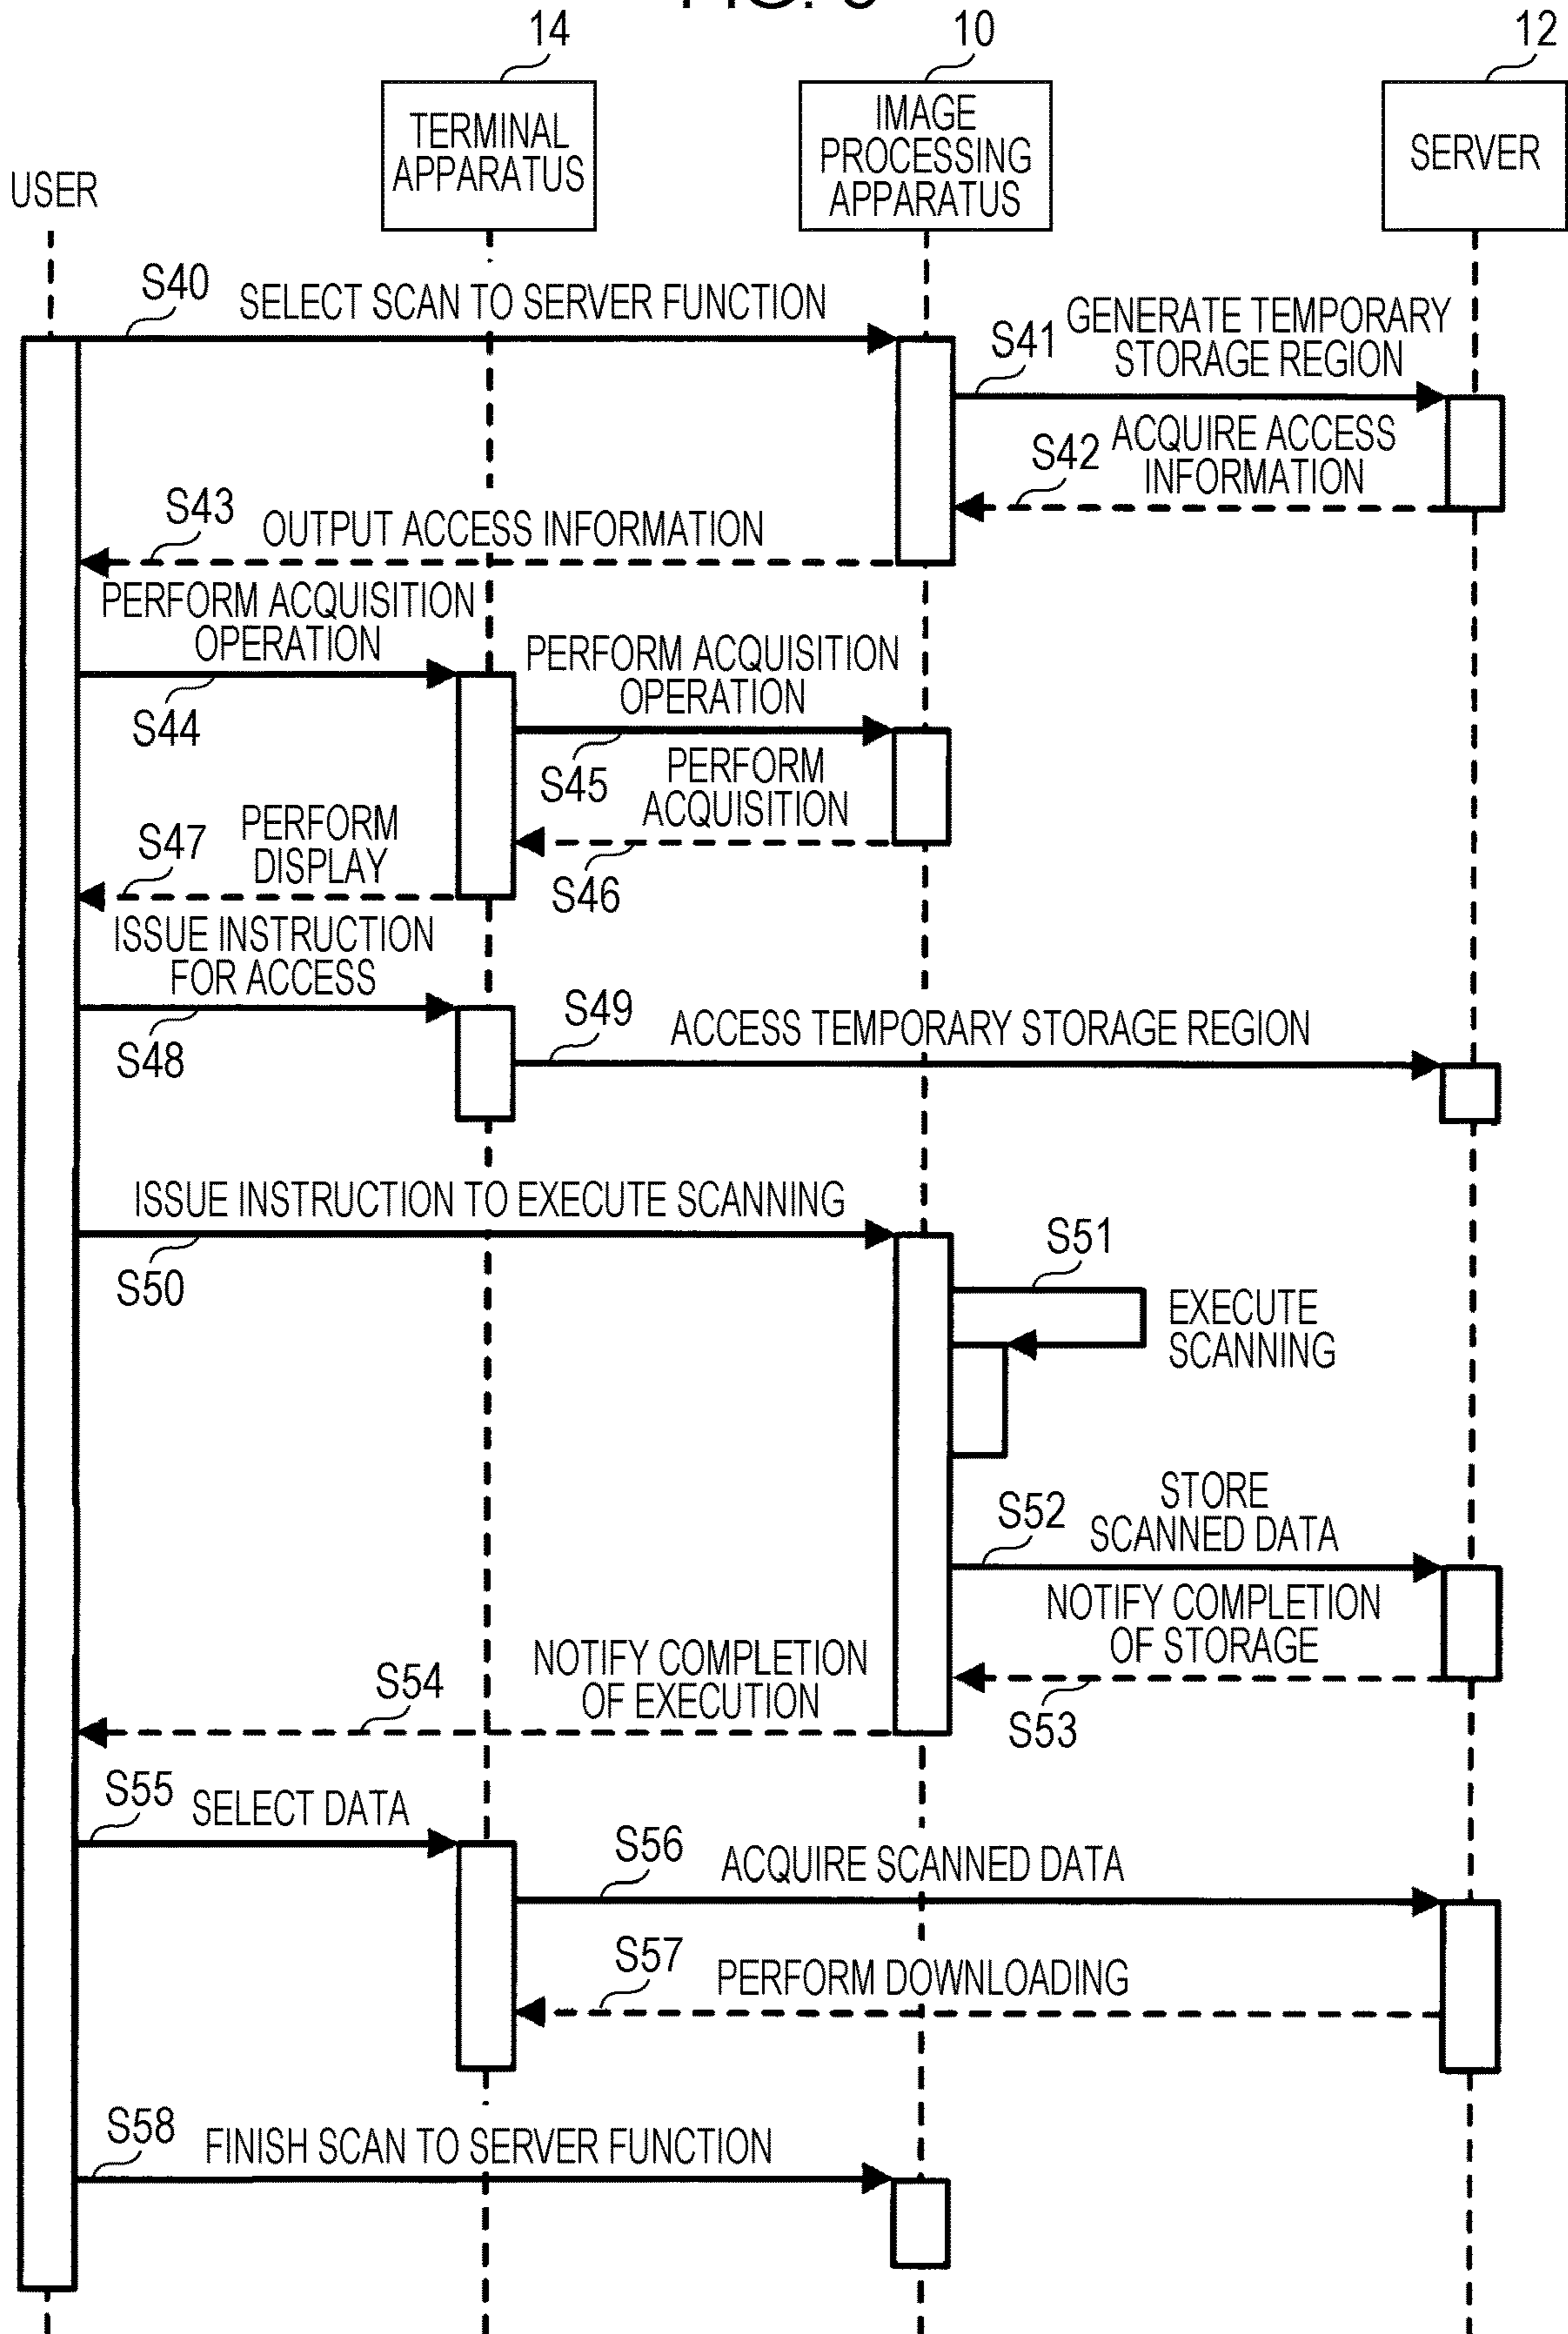 14
10
12
TERMINAL
APPARATUS
IMAGE
PROCESSING
APPARATUS
SERVER
USER
S40
SELECT SCAN TO SERVER FUNCTION
S41
GENERATE TEMPORARY
STORAGE REGION
S42
ACQUIRE ACCESS
INFORMATION
S43
OUTPUT ACCESS INFORMATION
PERFORM ACQUISITION
OPERATION
S44
PERFORM ACQUISITION
OPERATION
S45
PERFORM
ACQUISITION
S46
S47
PERFORM
DISPLAY
ISSUE INSTRUCTION
FOR ACCESS
S48
S49
ACCESS TEMPORARY STORAGE REGION
ISSUE INSTRUCTION TO EXECUTE SCANNING
S50
S51
EXECUTE
SCANNING
S52
STORE
SCANNED DATA
NOTIFY COMPLETION
OF STORAGE
S53
S54
NOTIFY COMPLETION
OF EXECUTION
S55
SELECT DATA
S56
ACQUIRE SCANNED DATA
S57
PERFORM DOWNLOADING
S58
FINISH SCAN TO SERVER FUNCTION